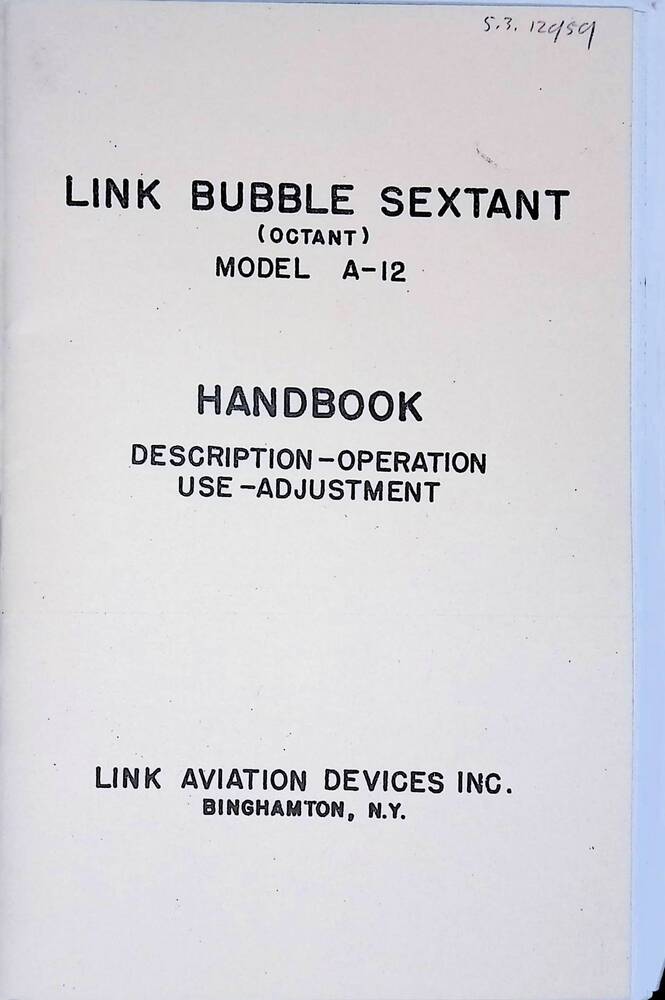 S.3. 12959
LINK BUBBLE SEXTANT
(OCTANT)
MODEL A-12
HANDBOOK
DESCRIPTION-OPERATION
USE-ADJUSTMENT
LINK AVIATION DEVICES INC.
BINGHAMTON, N.Y.